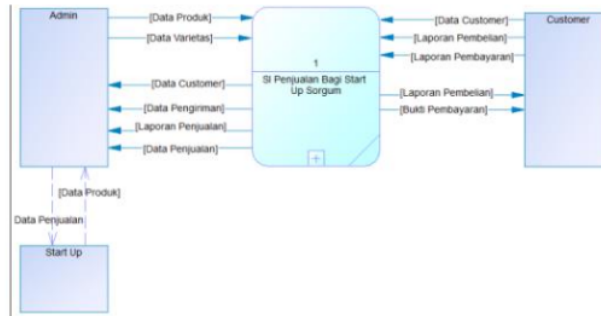 Admin
[Data Produk]
[Data Varietas]
[Data Customer]
[Data Pengiriman]
[Laporan Penjualan]
[Data Penjualan]
1
SI Penjualan Bagi Start
Up Sorgum
[Data Customer]
[Laporan Pembelian]
[Laporan Pembayaran]
[Laporan Pembelian]
[Bukti Pembayaran]
Customer
[Data Produk]
Data Penjualan
Start Up